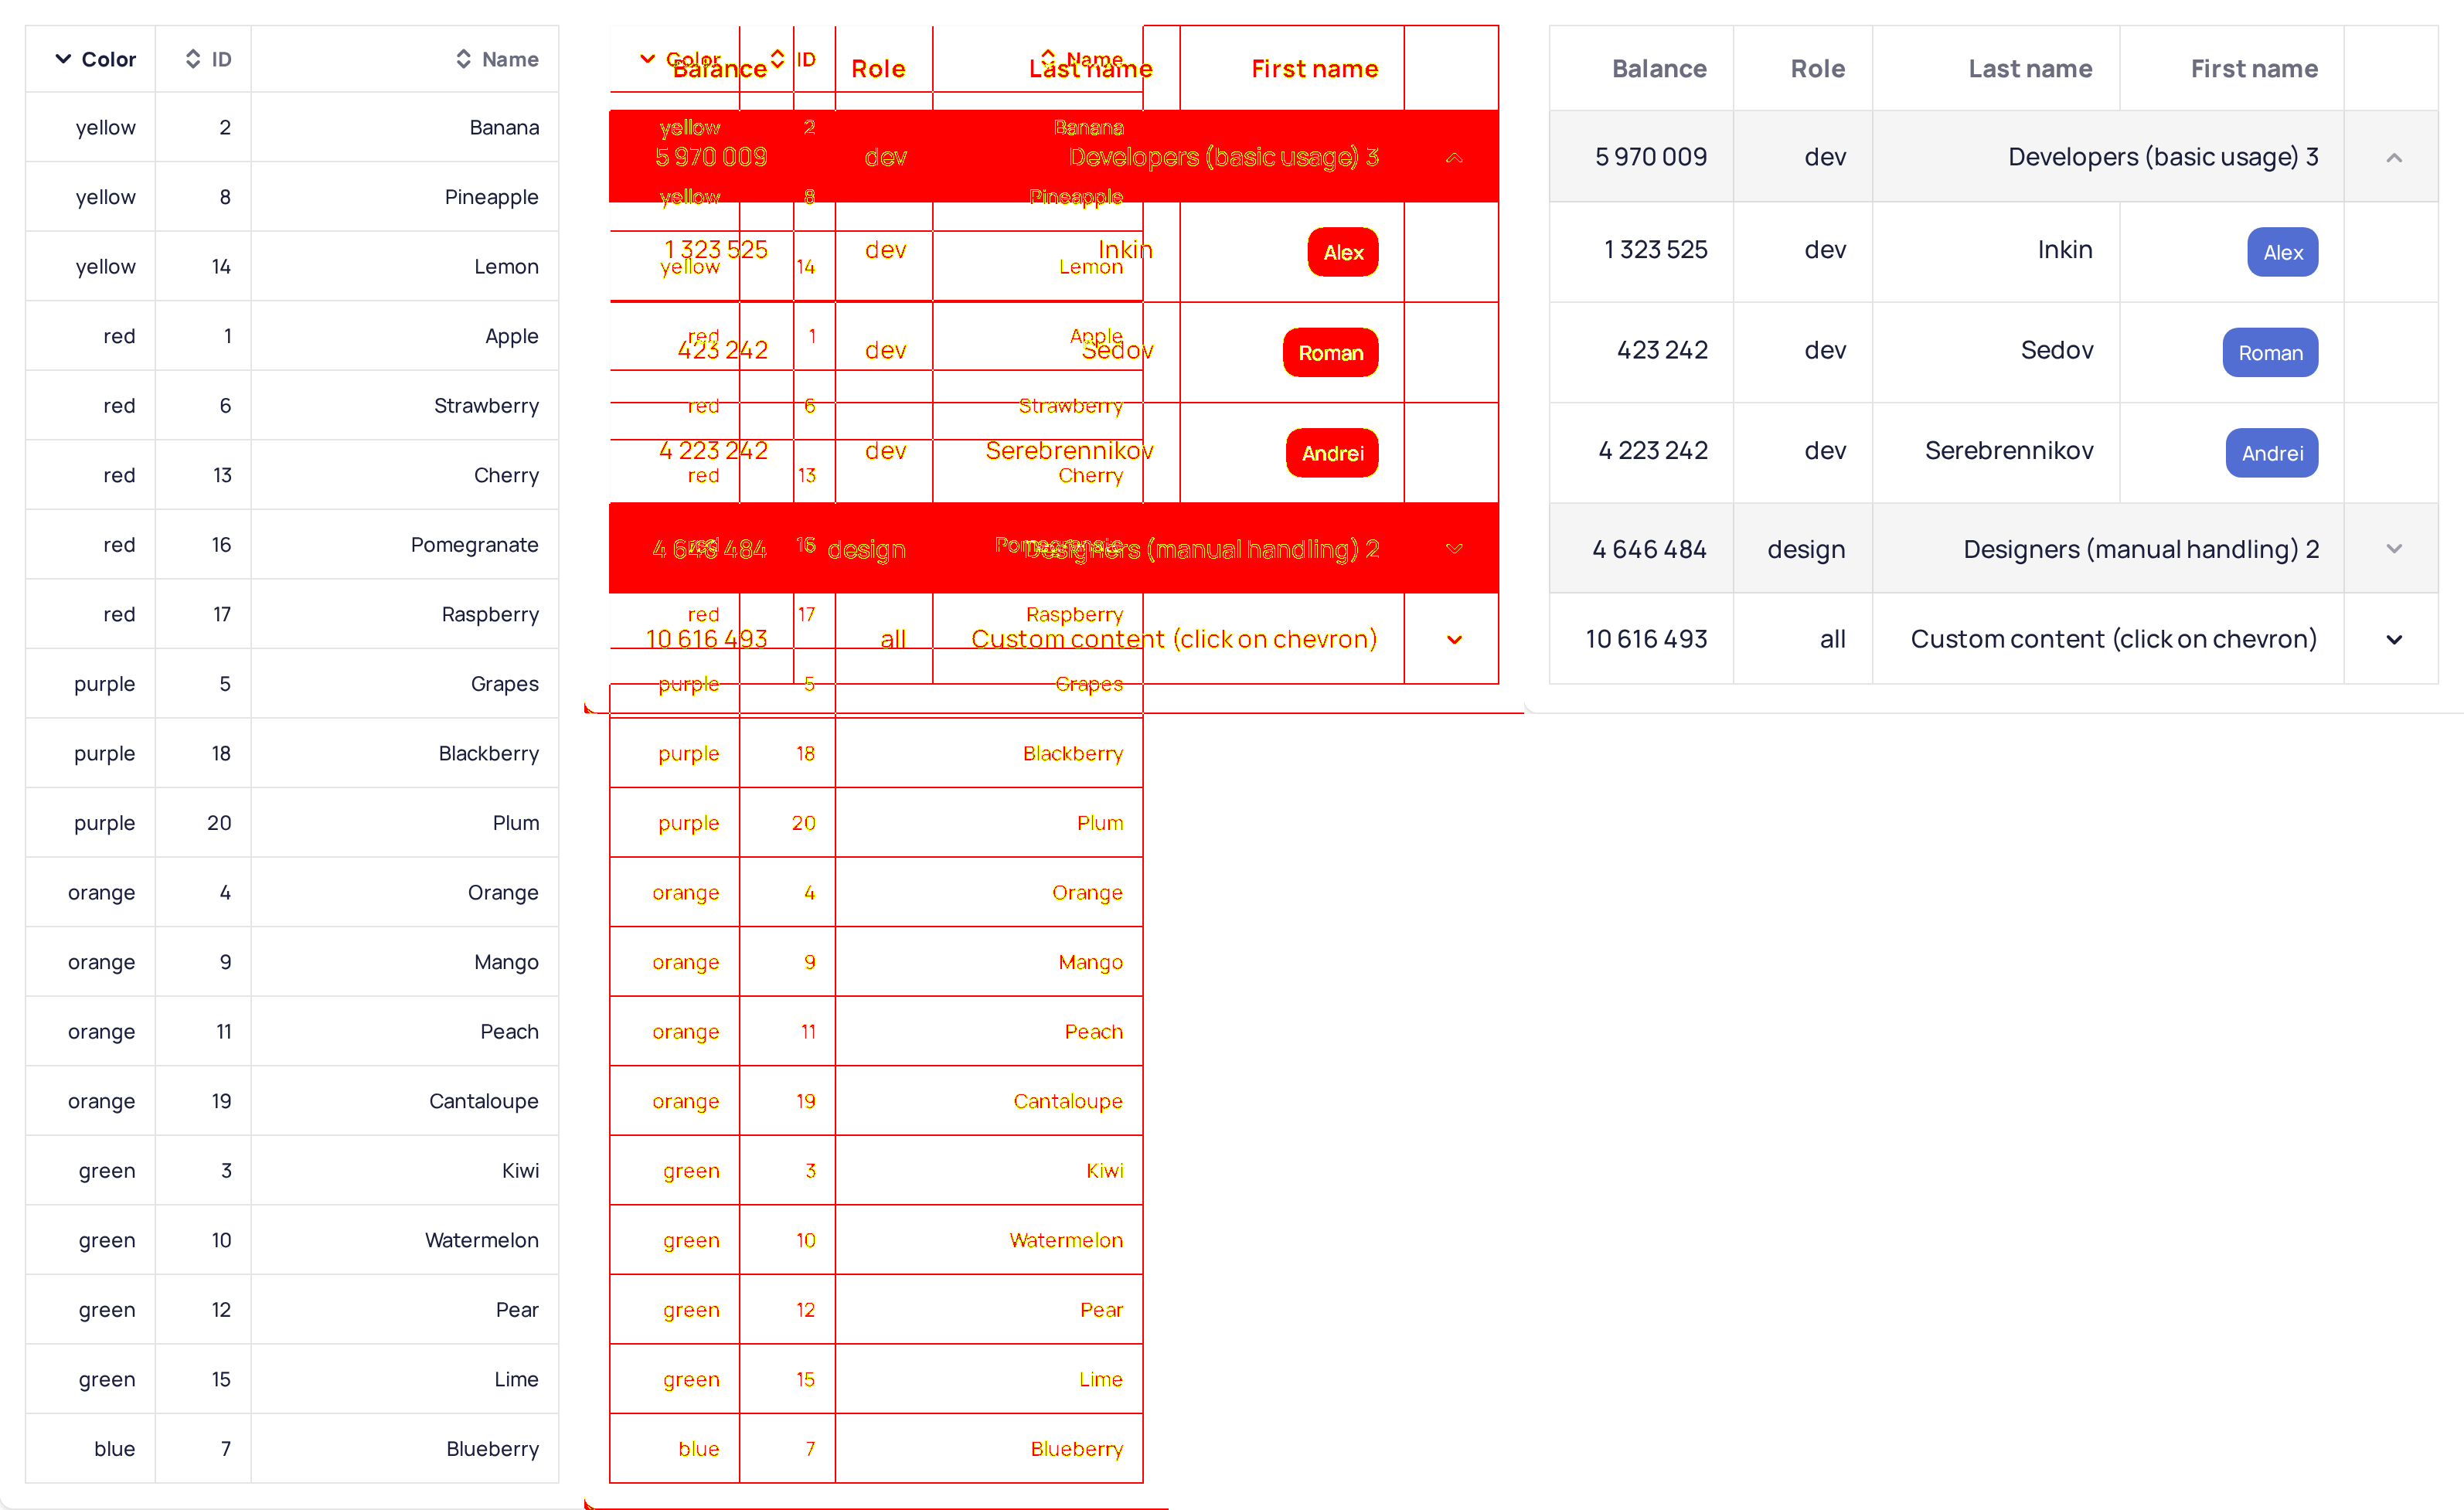 Color ID Name
yellow 2 Banana
yellow 8 Pineapple
yellow 14 Lemon
red 1 Apple
red 6 Strawberry
red 13 Cherry
red 16 Pomegranate
red 17 Raspberry
purple 5 Grapes
purple 18 Blackberry
purple 20 Plum
orange 4 Orange
orange 9 Mango
orange 11 Peach
orange 19 Cantaloupe
green 3 Kiwi
green 10 Watermelon
green 12 Pear
green 15 Lime
blue 7 Blueberry
Color ID Name
Balance Role Last name First name
yellow 2 Banana
5 970 009 dev Developers (basic usage) 3
yellow 8 Pineapple
1 323 525 dev Inkin Alex
yellow 14 Lemon
red 1 Apple
423 242 dev Sedov Roman
red 6 Strawberry
4 223 242 dev Serebrennikov Andrei
red 13 Cherry
red 16 Pomegranate
4 646 484 design Designers (manual handling) 2
red 17 Raspberry
10 616 493 all Custom content (click on chevron)
purple 5 Grapes
purple 18 Blackberry
purple 20 Plum
orange 4 Orange
orange 9 Mango
orange 11 Peach
orange 19 Cantaloupe
green 3 Kiwi
green 10 Watermelon
green 12 Pear
green 15 Lime
blue 7 Blueberry
Balance Role Last name First name
5 970 009 dev Developers (basic usage) 3
1 323 525 dev Inkin Alex
423 242 dev Sedov Roman
4 223 242 dev Serebrennikov Andrei
4 646 484 design Designers (manual handling) 2
10 616 493 all Custom content (click on chevron)